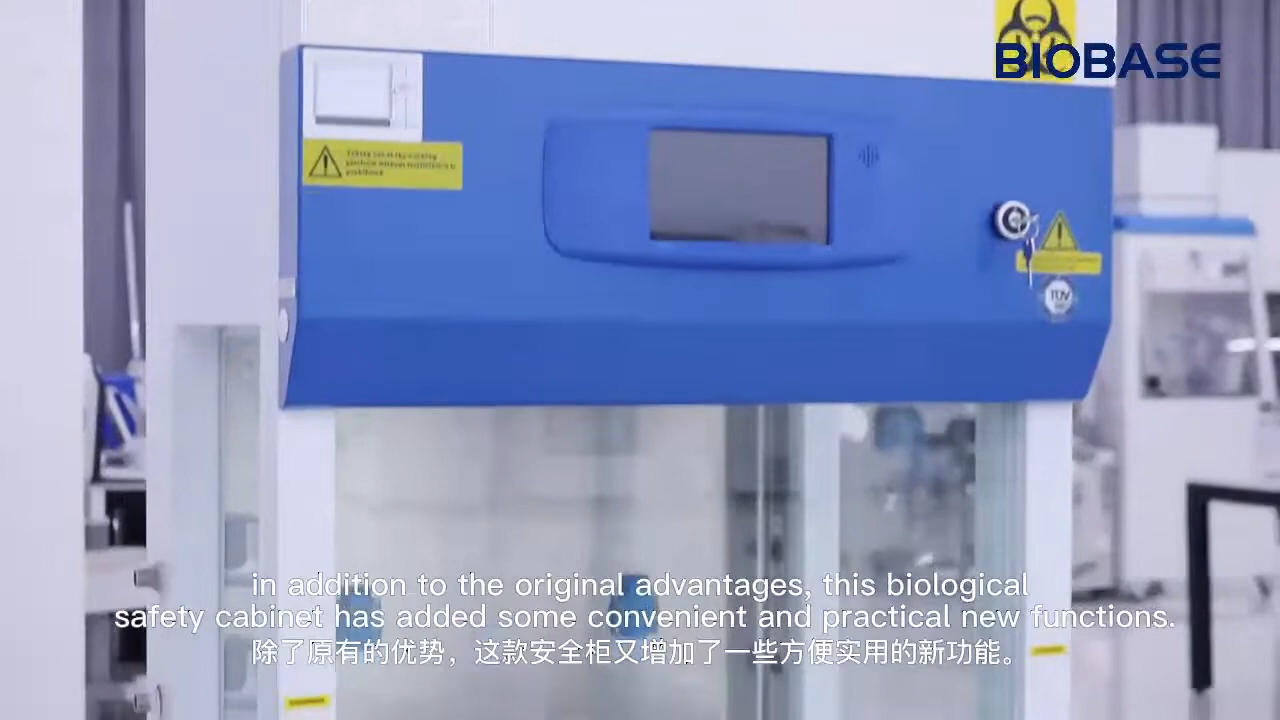 BIOBASE
TÜV
in addition to the original advantages, this biological
safety cabinet has added some convenient and practical new functions.
除了原有的优势，这款安全柜又增加了一些方便实用的新功能。